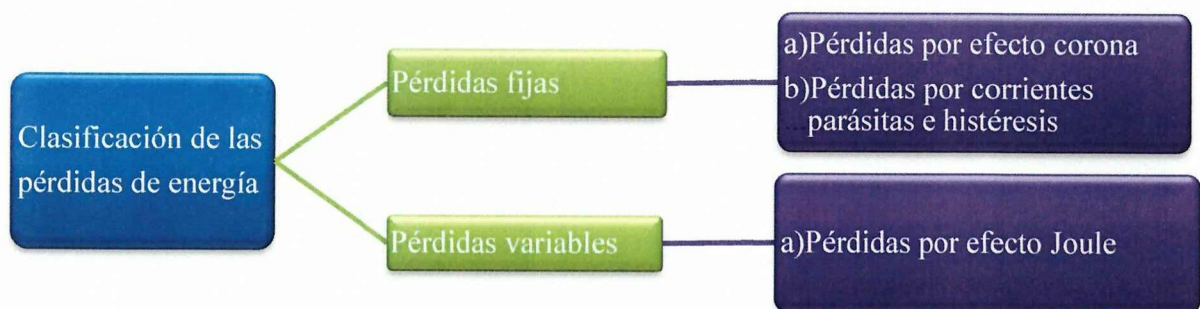 Clasificación de las
pérdidas de energía
Pérdidas fijas
a)Pérdidas por efecto corona
b)Pérdidas por corrientes
parásitas e histéresis
Pérdidas variables
a)Pérdidas por efecto Joule